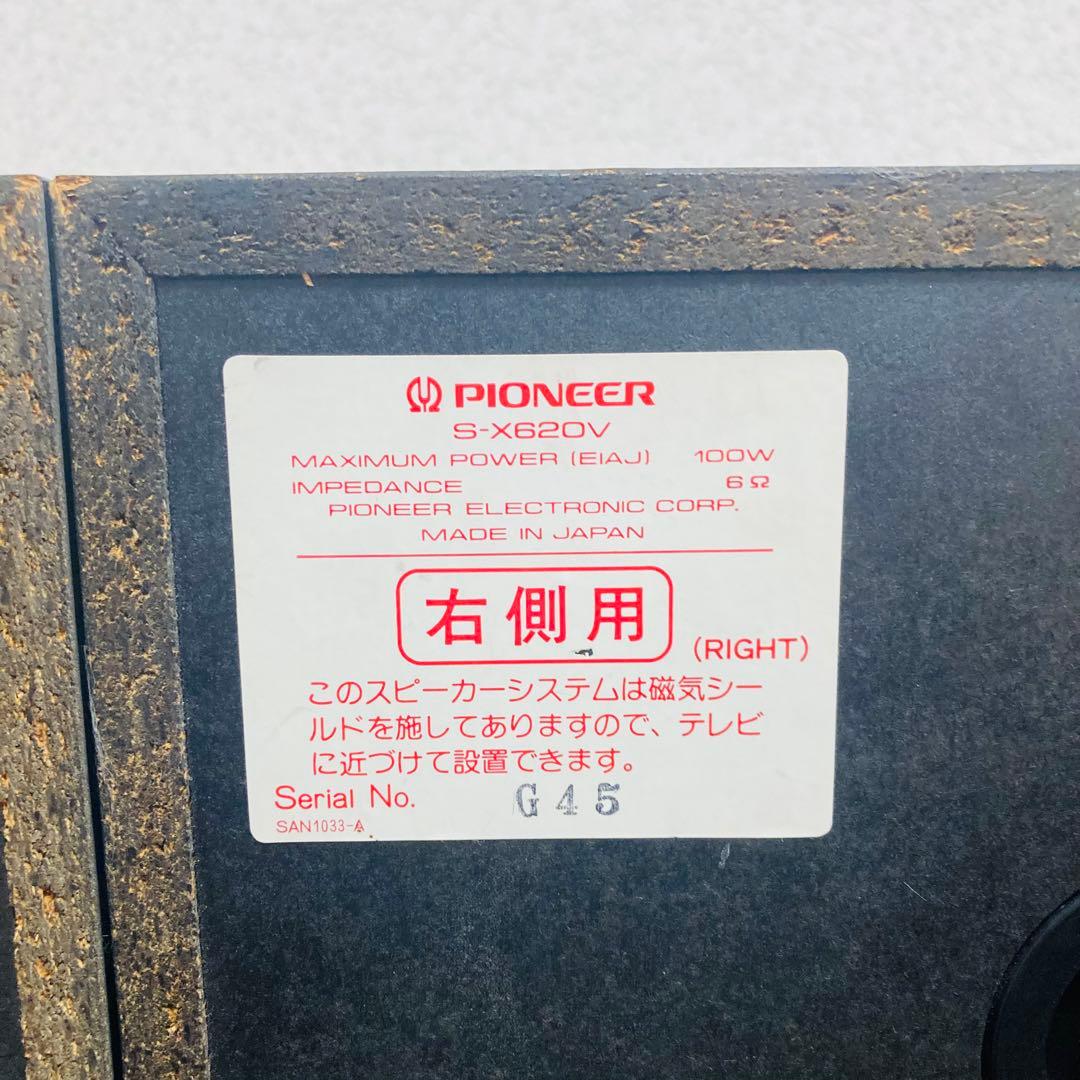 PIONEER
S-X620V
MAXIMUM POWER (EIAJ) 100W
IMPEDANCE 6Ω
PIONEER ELECTRONIC CORP.
MADE IN JAPAN
右側用
(RIGHT)
このスピーカーシステムは磁気シー
ルドを施してありますので、テレビ
に近づけて設置できます。
Serial No. G45
SAN1033-A